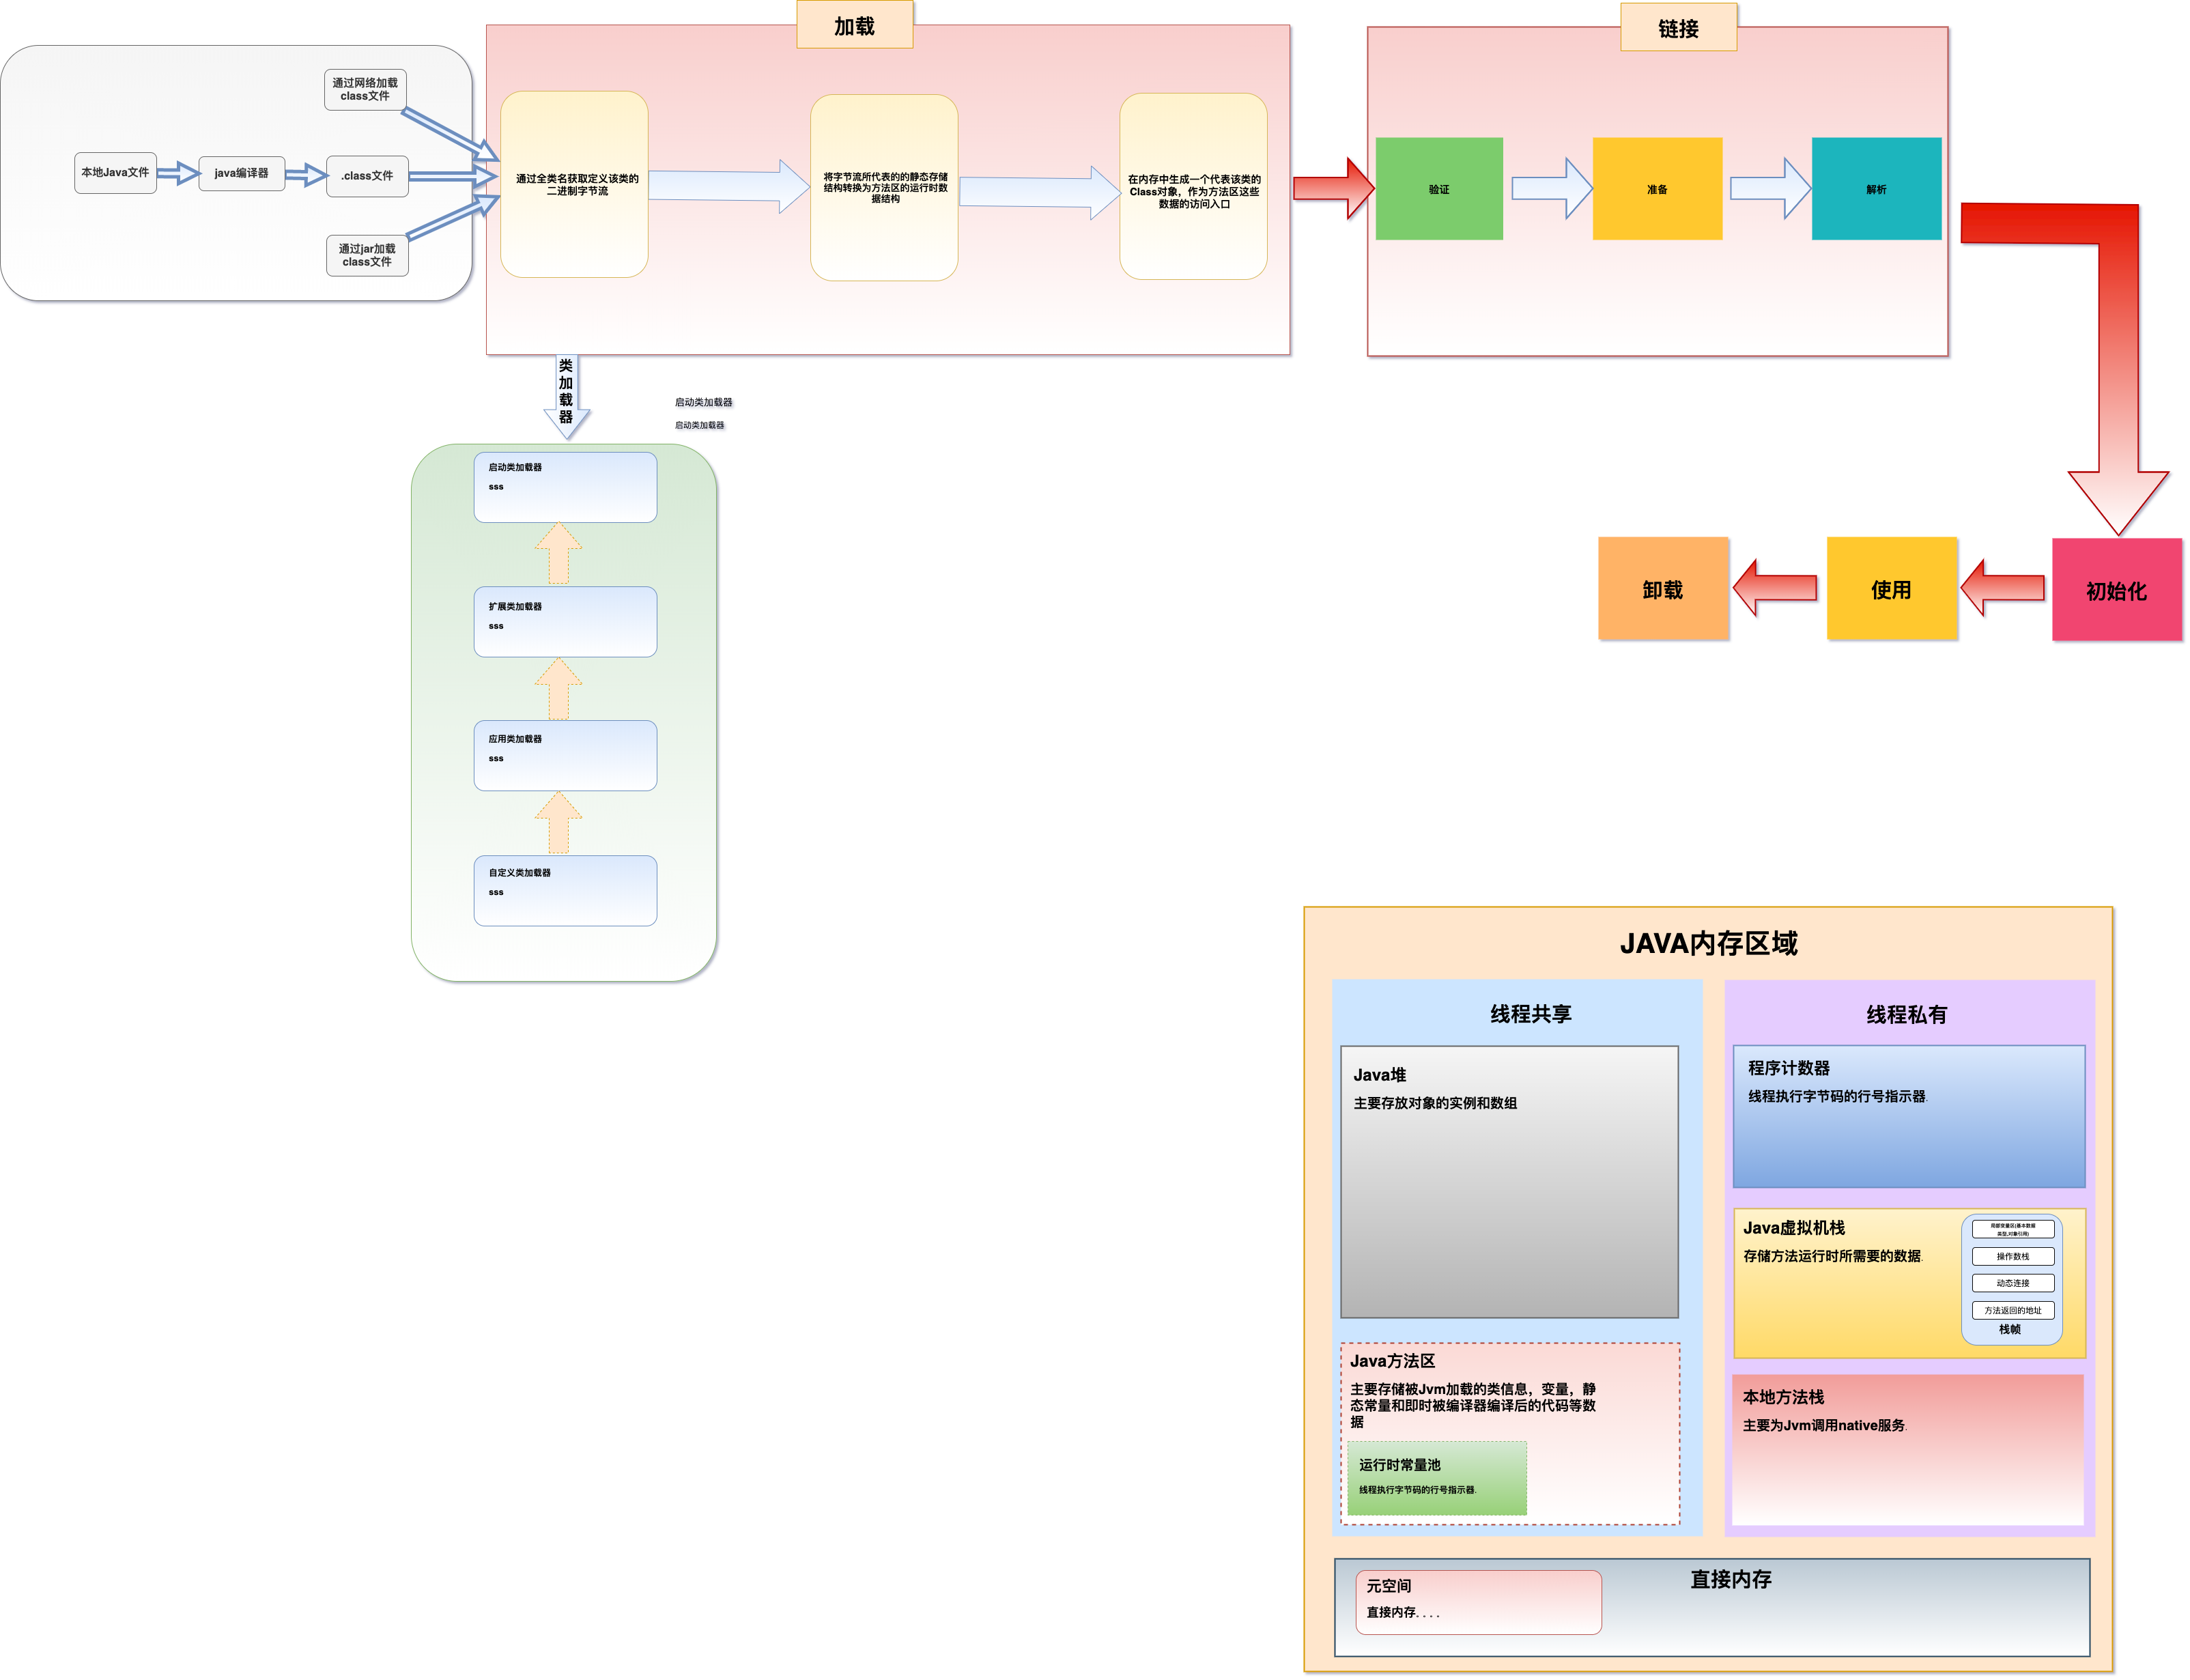 加载
链接
通过网络加载
class文件
本地Java文件
java编译器
.class文件
通过jar加载
class文件
通过全类名获取定义该类的
二进制字节流
将字节流所代表的的静态存储
结构转换为方法区的运行时数
据结构
在内存中生成一个代表该类的
Class对象，作为方法区这些
数据的访问入口
验证
准备
解析
类
加
载
器
启动类加载器
启动类加载器
启动类加载器
sss
扩展类加载器
sss
应用类加载器
sss
自定义类加载器
sss
卸载
使用
初始化
JAVA内存区域
线程共享
Java堆
主要存放对象的实例和数组
Java方法区
主要存储被Jvm加载的类信息，变量，静
态常量和即时被编译器编译后的代码等数
据
运行时常量池
线程执行字节码的行号指示器.
线程私有
程序计数器
线程执行字节码的行号指示器.
Java虚拟机栈
存储方法运行时所需要的数据.
局部变量区(基本数据
类型,对象引用)
操作数栈
动态连接
方法返回的地址
栈帧
本地方法栈
主要为Jvm调用native服务.
直接内存
元空间
直接内存. . . .